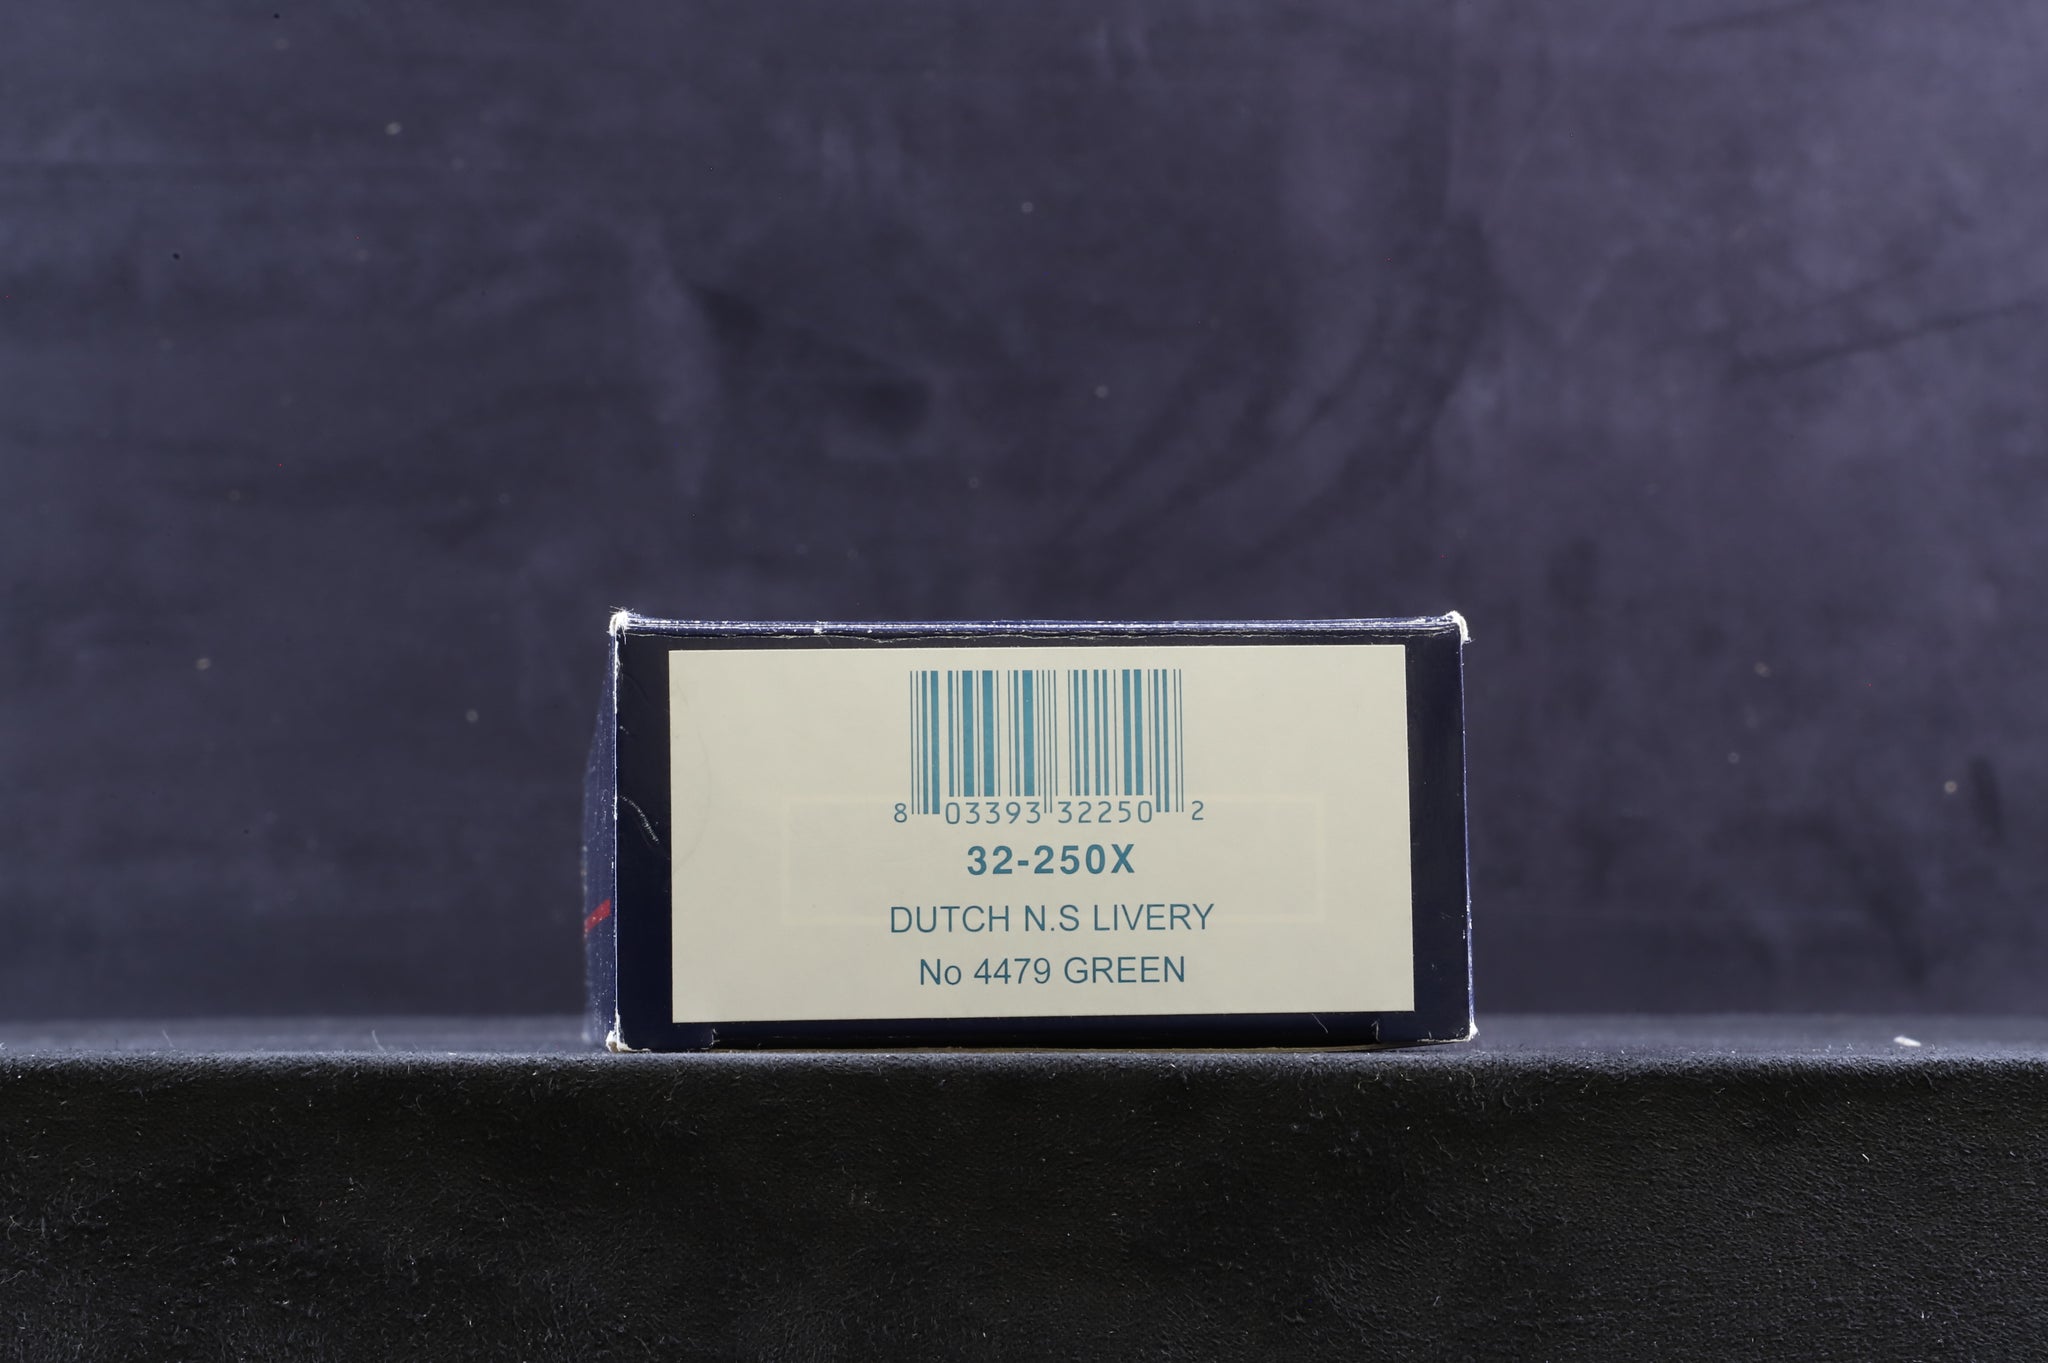 8 03393 32250 2
32-250X
DUTCH N.S LIVERY
No 4479 GREEN